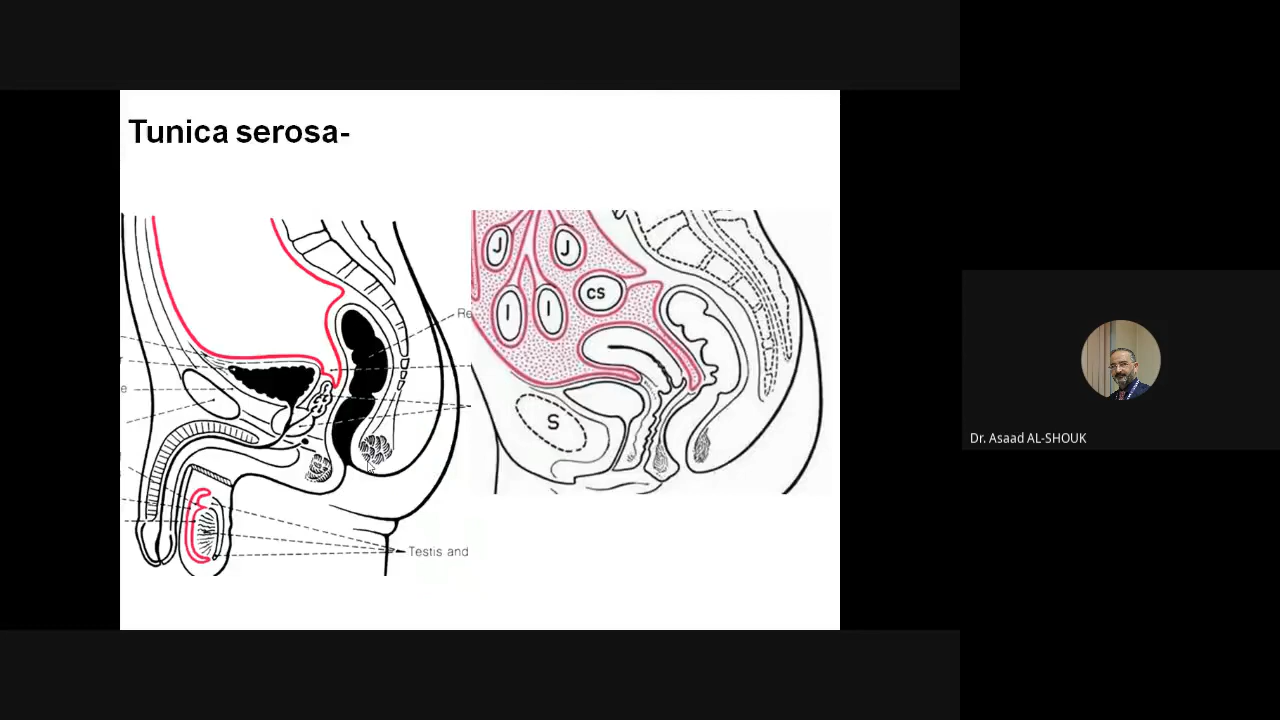 Tunica serosa-
J
J
I
I
CS
S
Re
e
Testis and
Dr. Asaad AL-SHOUK